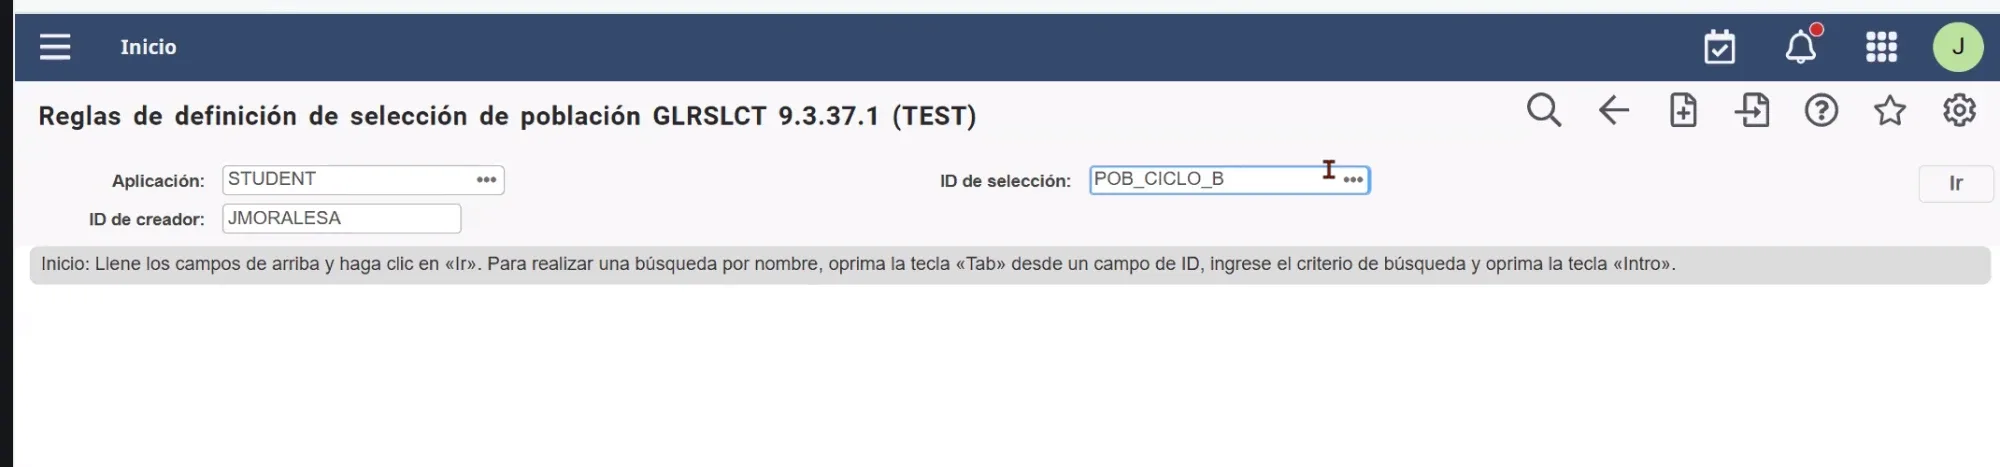 Inicio
J
Reglas de definición de selección de población GLRSLCT 9.3.37.1 (TEST)
Aplicación: STUDENT ••• ID de selección: POB_CICLO_B ••• Ir
ID de creador: JMORALESA
Inicio: Llene los campos de arriba y haga clic en «Ir». Para realizar una búsqueda por nombre, oprima la tecla «Tab» desde un campo de ID, ingrese el criterio de búsqueda y oprima la tecla «Intro».